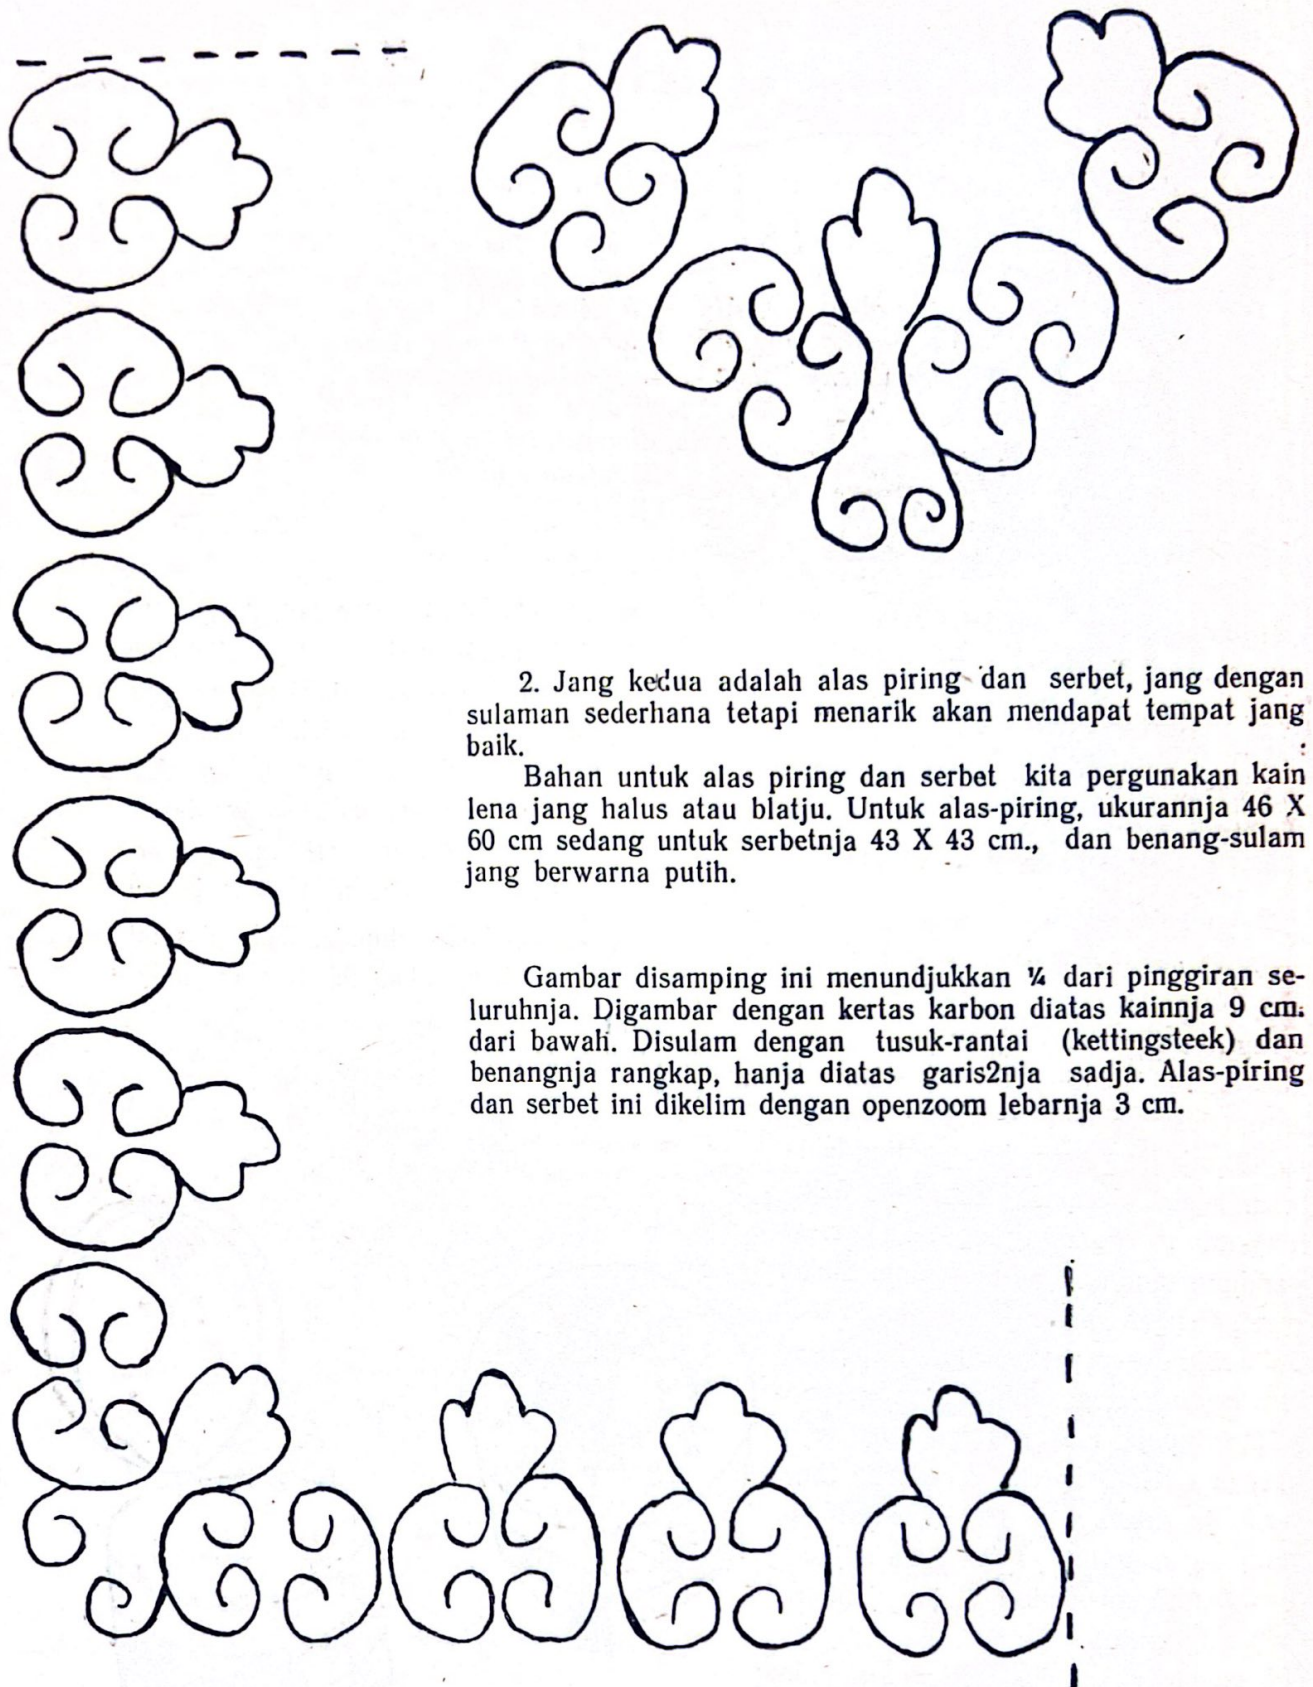 2. Jang kedua adalah alas piring dan serbet, jang dengan
sulaman sederhana tetapi menarik akan mendapat tempat jang
baik.
Bahan untuk alas piring dan serbet kita pergunakan kain
lena jang halus atau blatju. Untuk alas-piring, ukurannja 46 X
60 cm sedang untuk serbetnja 43 X 43 cm., dan benang-sulam
jang berwarna putih.
Gambar disamping ini menundjukkan ¼ dari pinggiran se-
luruhnja. Digambar dengan kertas karbon diatas kainnja 9 cm.
dari bawah. Disulam dengan tusuk-rantai (kettingsteek) dan
benangnja rangkap, hanja diatas garis2nja sadja. Alas-piring
dan serbet ini dikelim dengan openzoom lebarnja 3 cm.